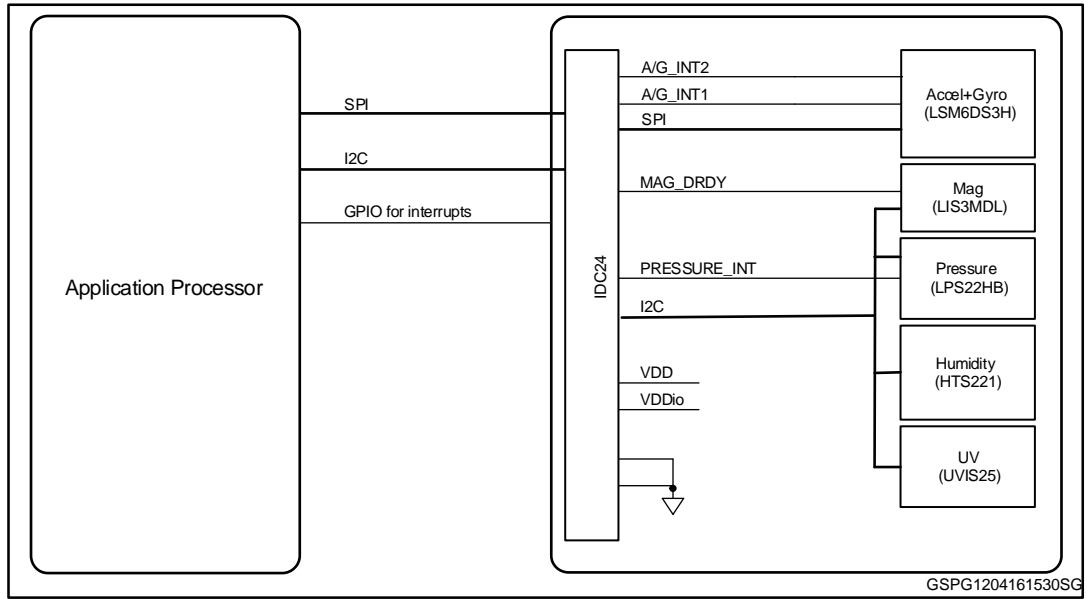 Application Processor
SPI
I2C
GPIO for interrupts
IDC24
A/G_INT2
A/G_INT1
SPI
MAG_DRDY
PRESSURE_INT
I2C
VDD
VDDio
Accel+Gyro
(LSM6DS3H)
Mag
(LIS3MDL)
Pressure
(LPS22HB)
Humidity
(HTS221)
UV
(UVIS25)
GSPG1204161530SG